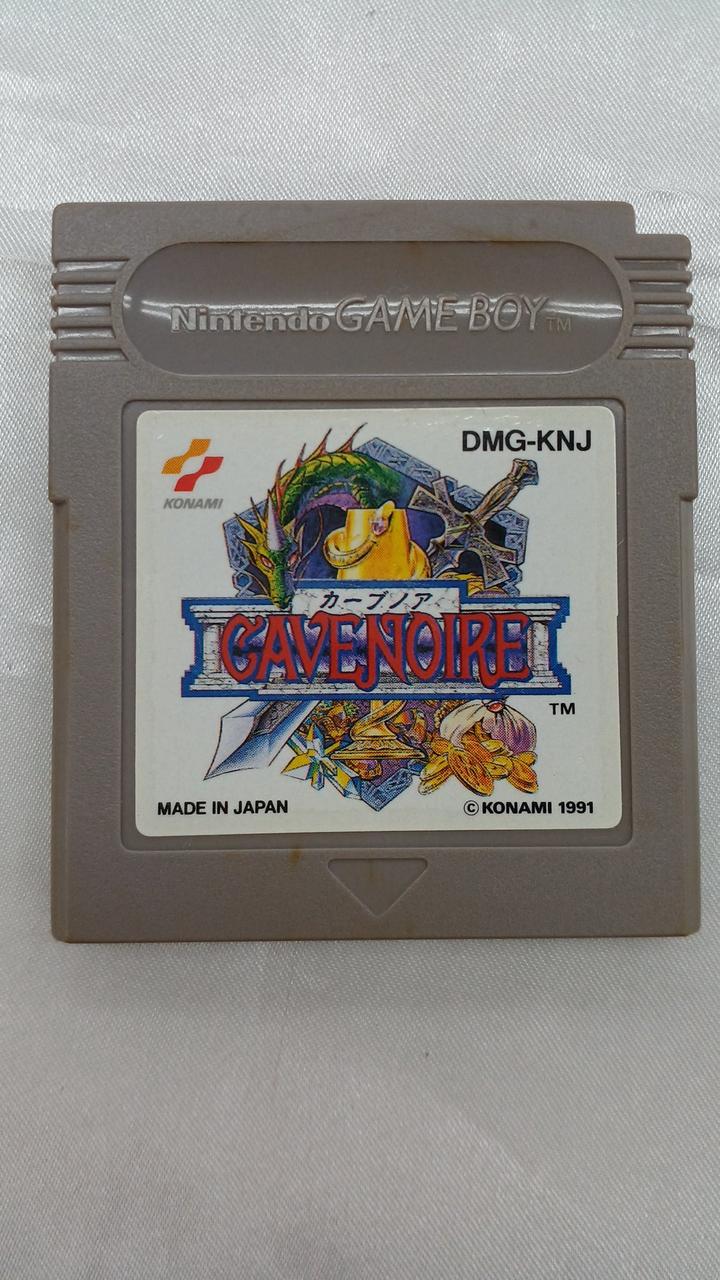 Nintendo GAME BOY TM
DMG-KNJ
KONAMI
カーブノア
CAVENOIRE
TM
MADE IN JAPAN
© KONAMI 1991